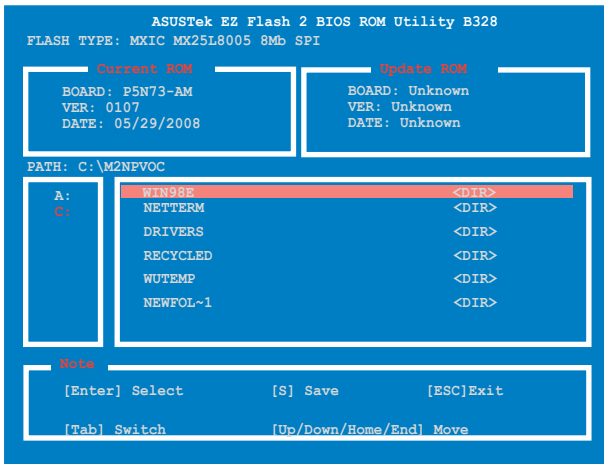 ASUSTek EZ Flash 2 BIOS ROM Utility B328
FLASH TYPE: MXIC MX25L8005 8Mb SPI
Current ROM
BOARD: P5N73-AM
VER: 0107
DATE: 05/29/2008
Update ROM
BOARD: Unknown
VER: Unknown
DATE: Unknown
PATH: C:\M2NPVOC
A:
C:
WIN98E <DIR>
NETTERM <DIR>
DRIVERS <DIR>
RECYCLED <DIR>
WUTEMP <DIR>
NEWFOL~1 <DIR>
Note
[Enter] Select [S] Save [ESC]Exit
[Tab] Switch [Up/Down/Home/End] Move